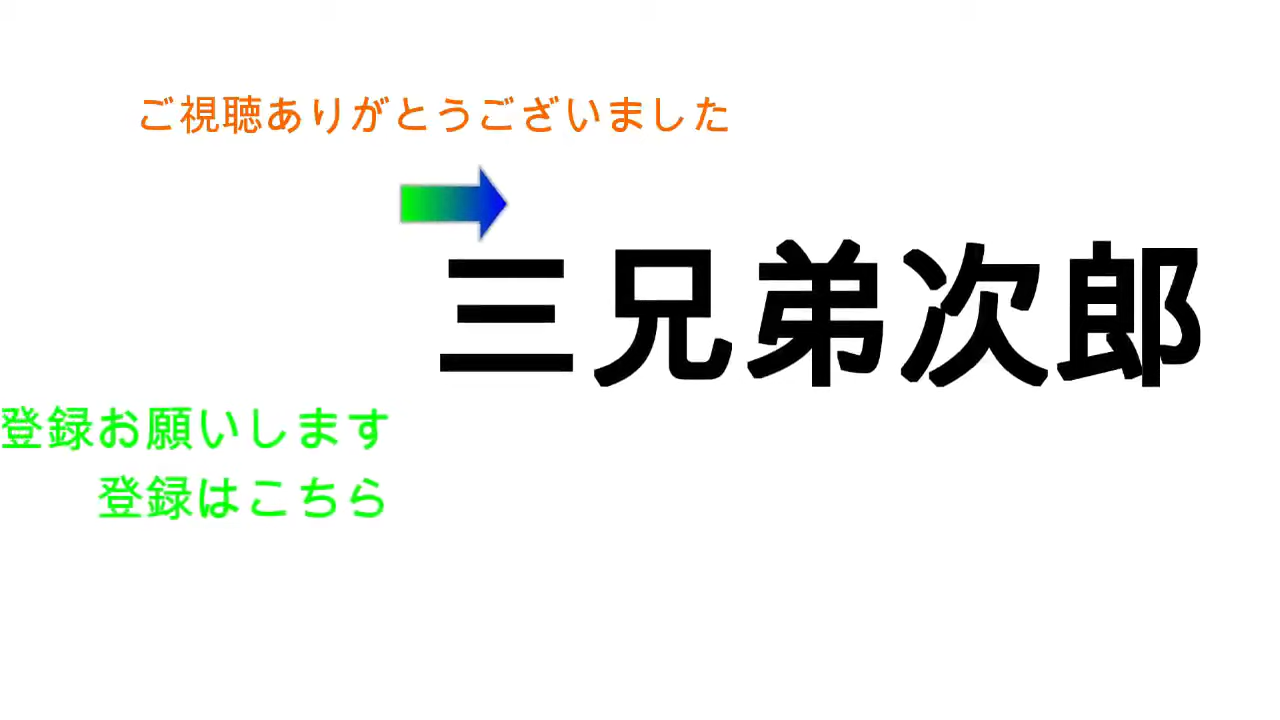 ご視聴ありがとうございました
三兄弟次郎
登録お願いします
登録はこちら